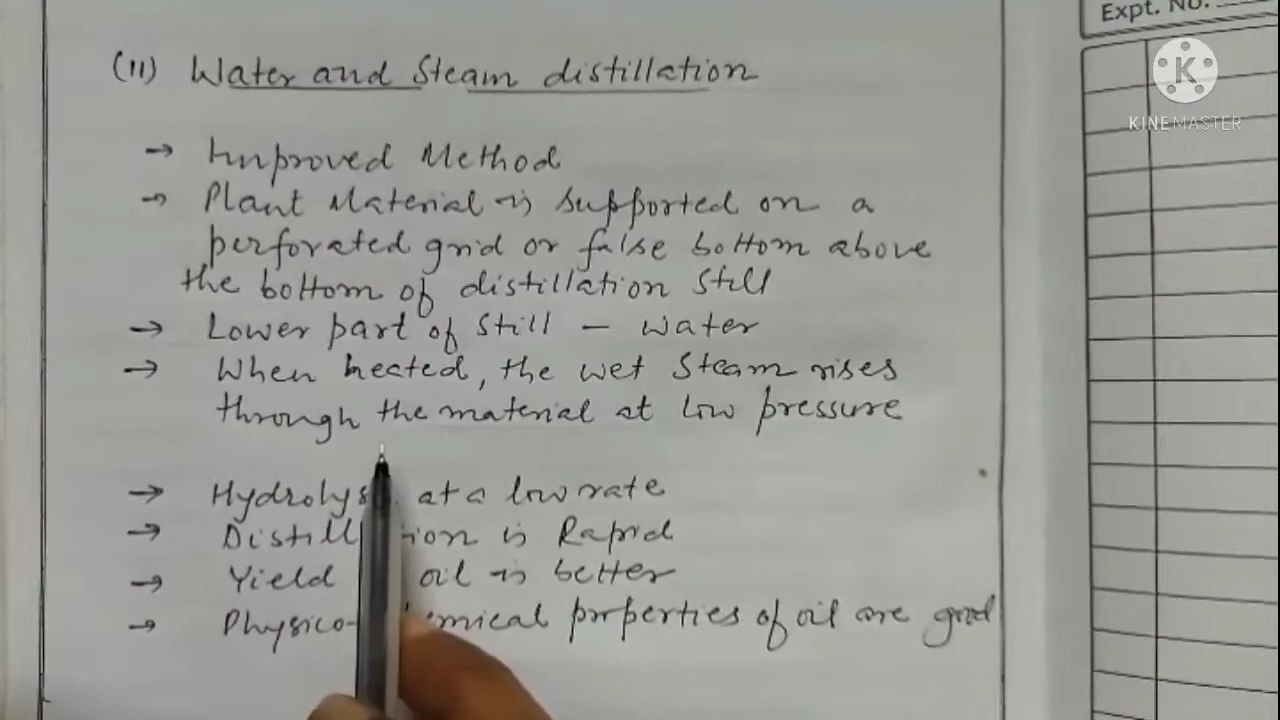 Expt. No.
K
KINEMASTER
(11) Water and Steam distillation
→ Improved Method
→ Plant Material is supported on a
perforated grid or false bottom above
the bottom of distillation still
→ Lower part of still - water
→ When heated, the wet steam rises
through the material at low pressure
→ at a low rate
→ is Rapid
→ Yield oil is better
→ Physico- properties of oil are good